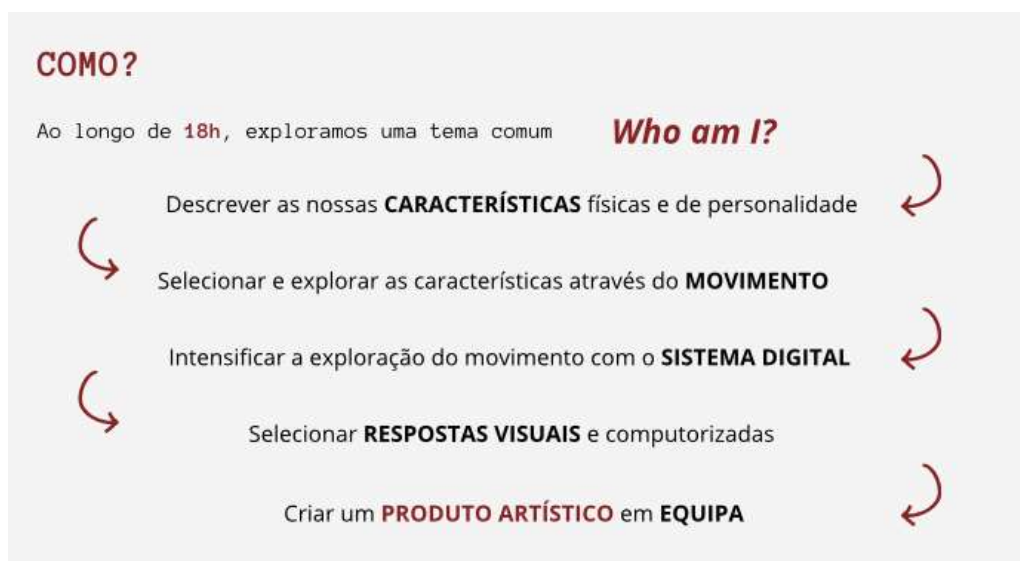 COMO?
Ao longo de 18h, exploramos uma tema comum Who am I?
Descrever as nossas CARACTERÍSTICAS físicas e de personalidade
Selecionar e explorar as características através do MOVIMENTO
Intensificar a exploração do movimento com o SISTEMA DIGITAL
Selecionar RESPOSTAS VISUAIS e computorizadas
Criar um PRODUTO ARTÍSTICO em EQUIPA